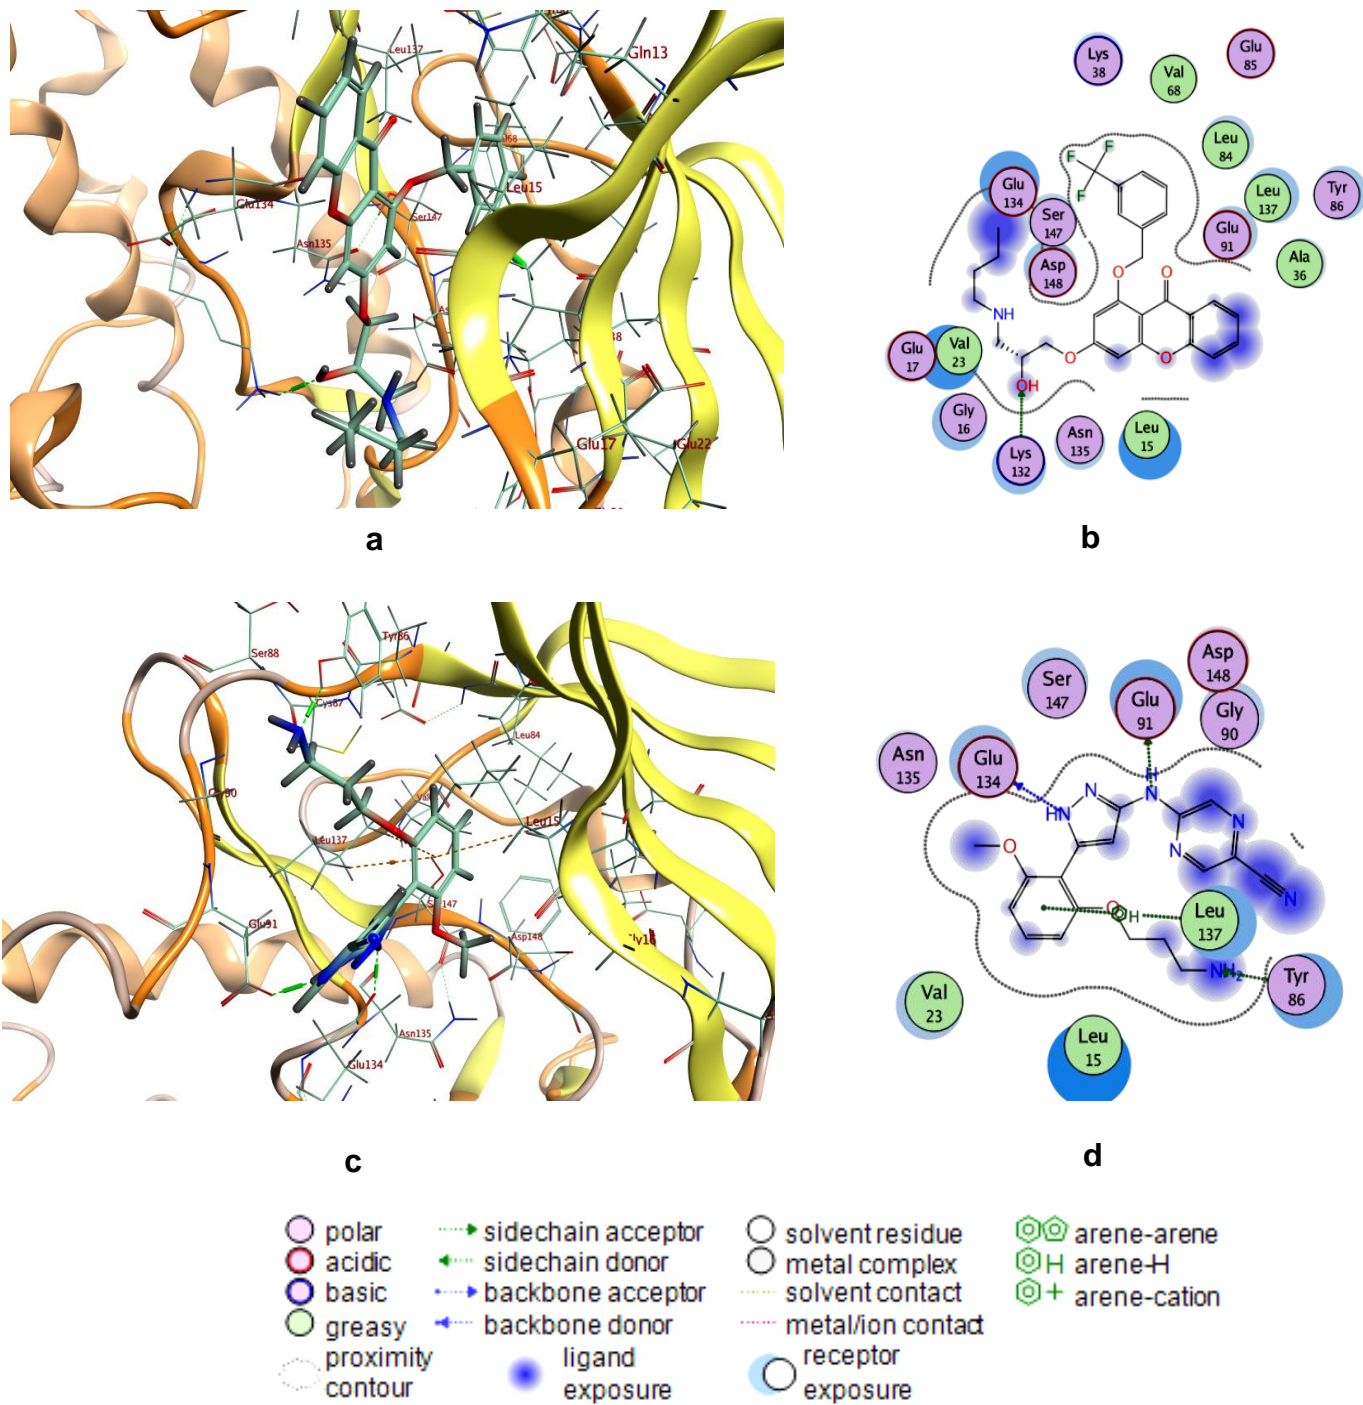 Leu137
Gln13
Leu15
Glu134
Ser147
Asn135
Glu17
Glu22
a
Lys
38
Val
68
Glu
85
Leu
84
Glu
134
Ser
147
Leu
137
Tyr
86
Glu
91
Ala
36
Asp
148
F
F
F
O
O
NH
O
O
OH
Glu
17
Val
23
Gly
16
Lys
132
Asn
135
Leu
15
b
Tyr86
Ser88
Cys87
Leu84
Leu15
Leu137
Glu91
Asp148
Asn135
Glu134
c
Asp
148
Ser
147
Glu
91
Gly
90
Asn
135
Glu
134
H
N
N
HN
N
N
N
O
O
H
Leu
137
NH2
Tyr
86
Val
23
Leu
15
d
polar
sidechain acceptor
solvent residue
arene-arene
acidic
sidechain donor
metal complex
H arene-H
basic
backbone acceptor
solvent contact
+ arene-cation
greasy
backbone donor
metal/ion contact
proximity
contour
ligand
exposure
receptor
exposure